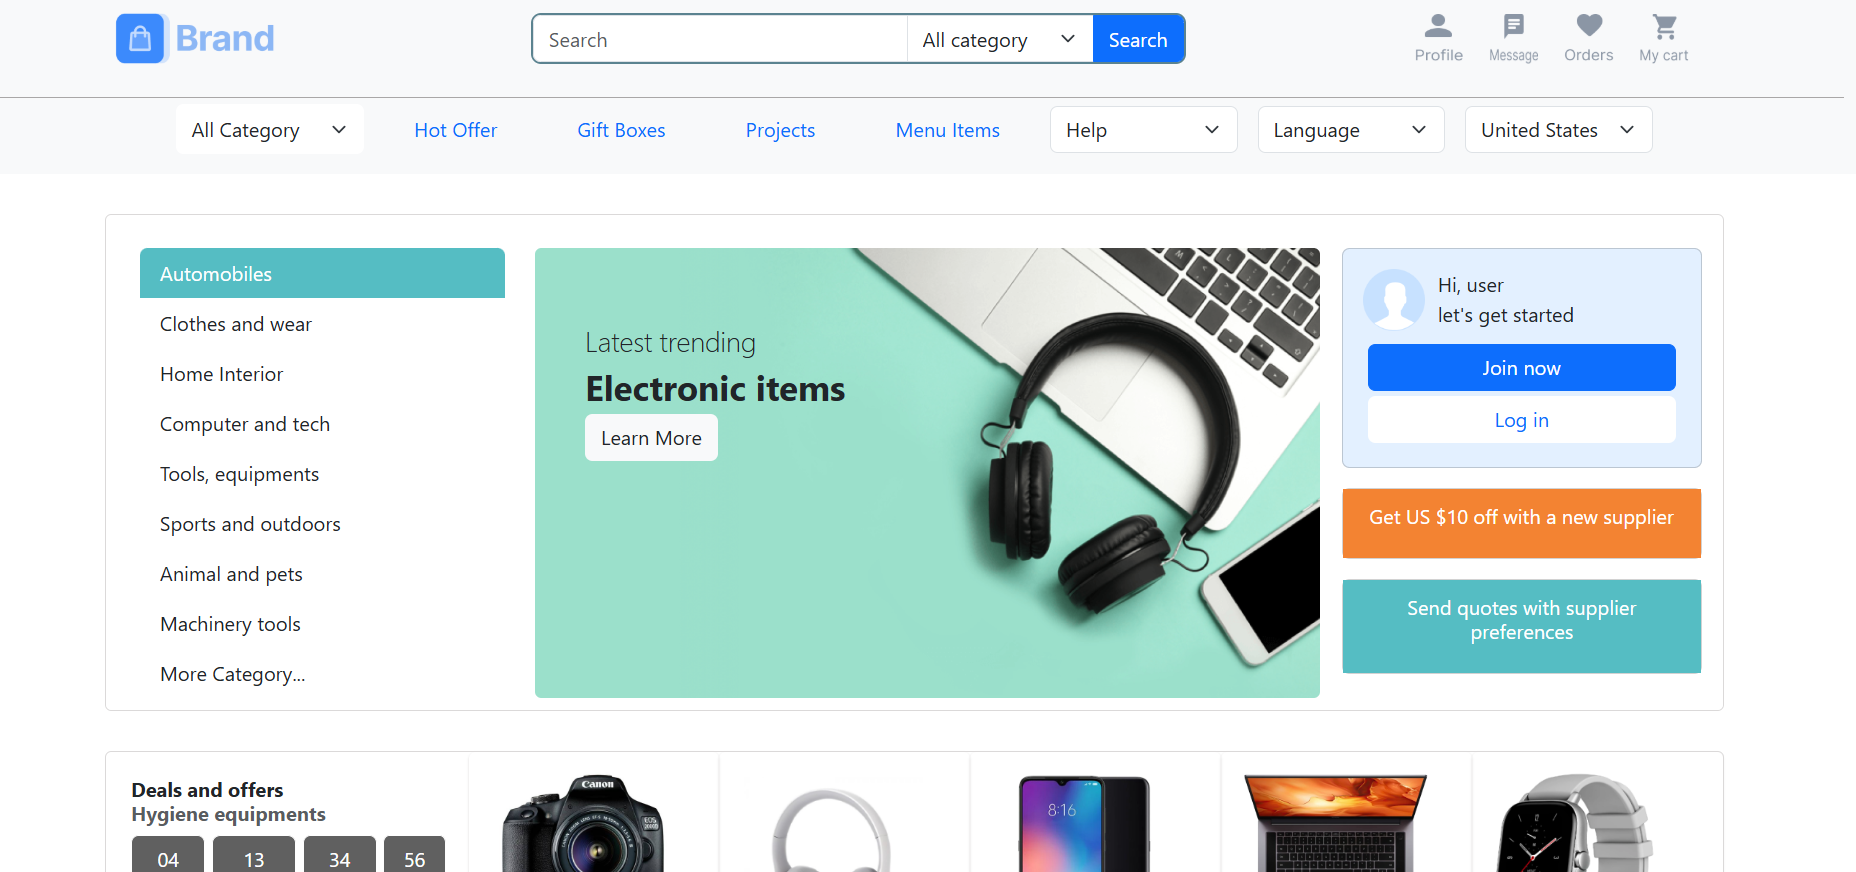 Brand
Search
All category
Search
Profile
Message
Orders
My cart
All Category
Hot Offer
Gift Boxes
Projects
Menu Items
Help
Language
United States
Automobiles
Clothes and wear
Home Interior
Computer and tech
Tools, equipments
Sports and outdoors
Animal and pets
Machinery tools
More Category...
Latest trending
Electronic items
Learn More
Hi, user
let's get started
Join now
Log in
Get US $10 off with a new supplier
Send quotes with supplier
preferences
Deals and offers
Hygiene equipments
04 13 34 56
Canon
8:16